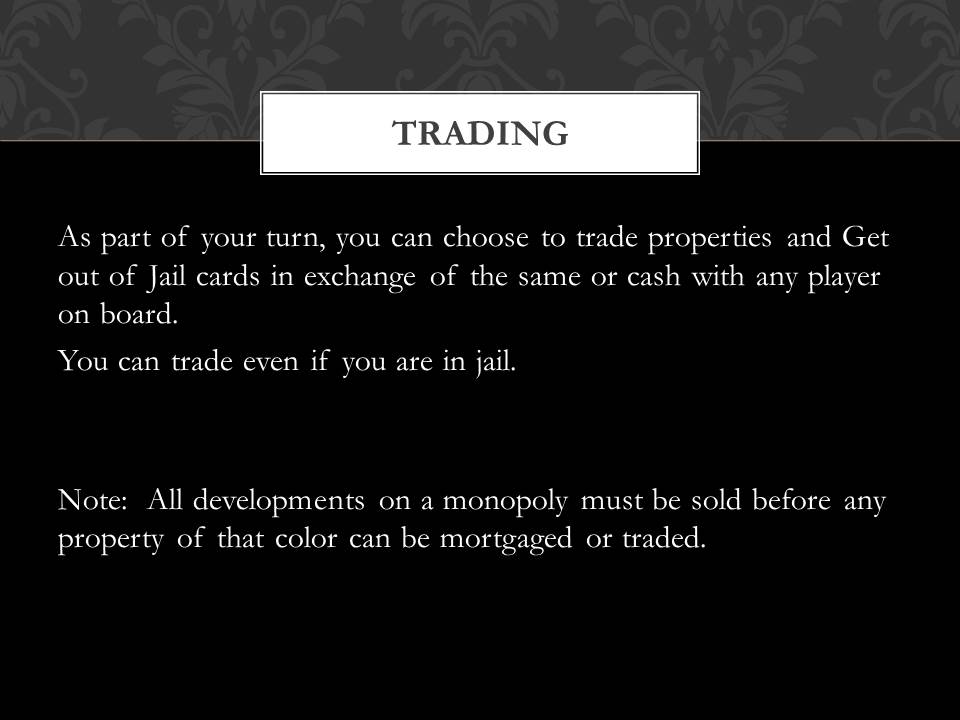 TRADING
As part of your turn, you can choose to trade properties and Get
out of Jail cards in exchange of the same or cash with any player
on board.
You can trade even if you are in jail.
Note: All developments on a monopoly must be sold before any
property of that color can be mortgaged or traded.